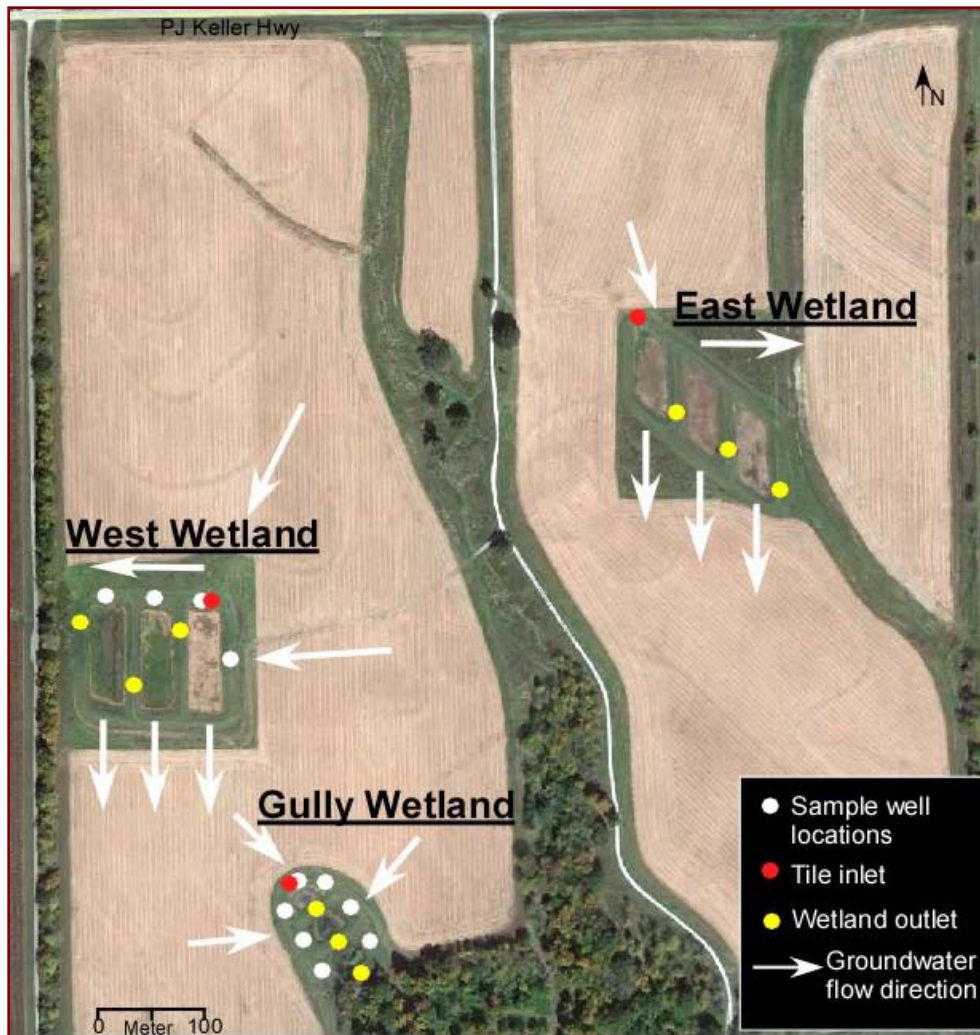 PJ Keller Hwy
N
East Wetland
West Wetland
Gully Wetland
Sample well
locations
Tile inlet
Wetland outlet
Groundwater
flow direction
0 Meter 100